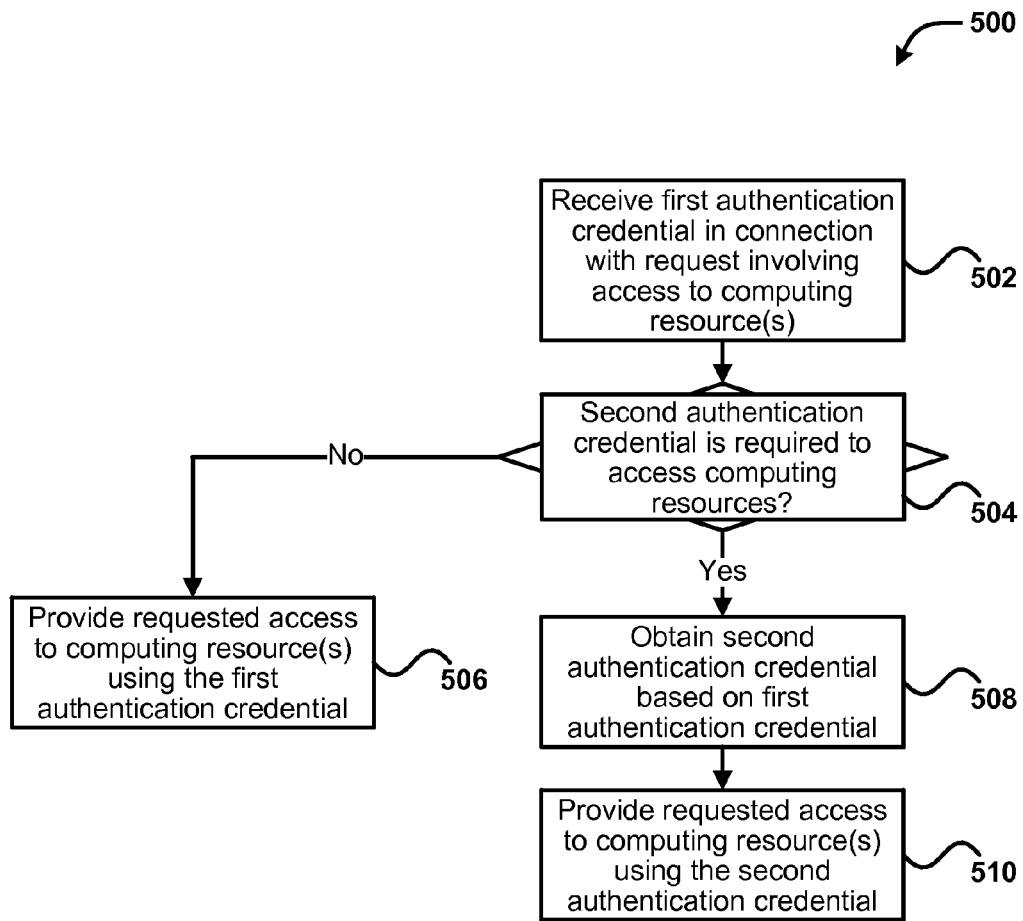 500
Receive first authentication
credential in connection
with request involving
access to computing
resource(s)
502
Second authentication
credential is required to
access computing
resources?
504
No
Yes
Provide requested access
to computing resource(s)
using the first
authentication credential
506
Obtain second
authentication credential
based on first
authentication credential
508
Provide requested access
to computing resource(s)
using the second
authentication credential
510